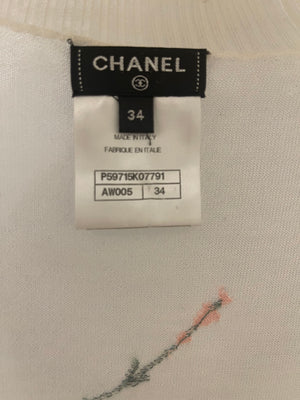 CHANEL
34
MADE IN ITALY
FABRIQUE EN ITALIE
P59715K07791
AW005 34